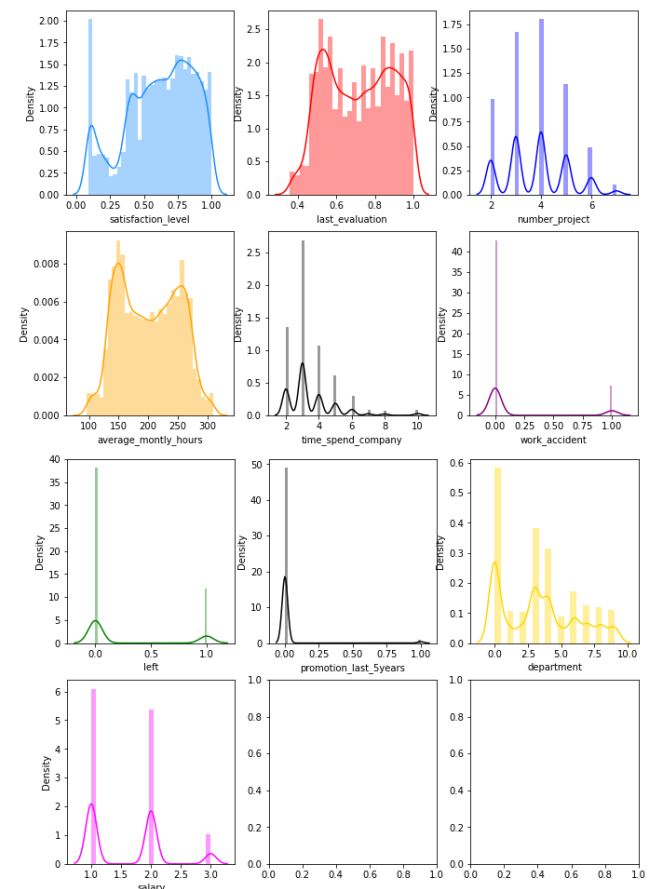 2.00
1.75
1.50
1.25
1.00
0.75
0.50
0.25
0.00
Density
0.00 0.25 0.50 0.75 1.00
satisfaction_level
2.5
2.0
1.5
1.0
0.5
0.0
Density
0.4 0.6 0.8 1.0
last_evaluation
1.75
1.50
1.25
1.00
0.75
0.50
0.25
0.00
Density
2 4 6
number_project
0.008
0.006
0.004
0.002
0.000
Density
100 150 200 250 300
average_montly_hours
2.5
2.0
1.5
1.0
0.5
0.0
Density
2 4 6 8 10
time_spend_company
40
35
30
25
20
15
10
5
0
Density
0.00 0.25 0.50 0.75 1.00
work_accident
40
35
30
25
20
15
10
5
0
Density
0.0 0.5 1.0
left
50
40
30
20
10
0
Density
0.00 0.25 0.50 0.75 1.00
promotion_last_5years
0.6
0.5
0.4
0.3
0.2
0.1
0.0
Density
0.0 2.5 5.0 7.5 10.0
department
6
5
4
3
2
1
0
Density
1.0 1.5 2.0 2.5 3.0
salary
1.0
0.8
0.6
0.4
0.2
0.0
0.0 0.2 0.4 0.6 0.8 1.0
1.0
0.8
0.6
0.4
0.2
0.0
0.0 0.2 0.4 0.6 0.8 1.0